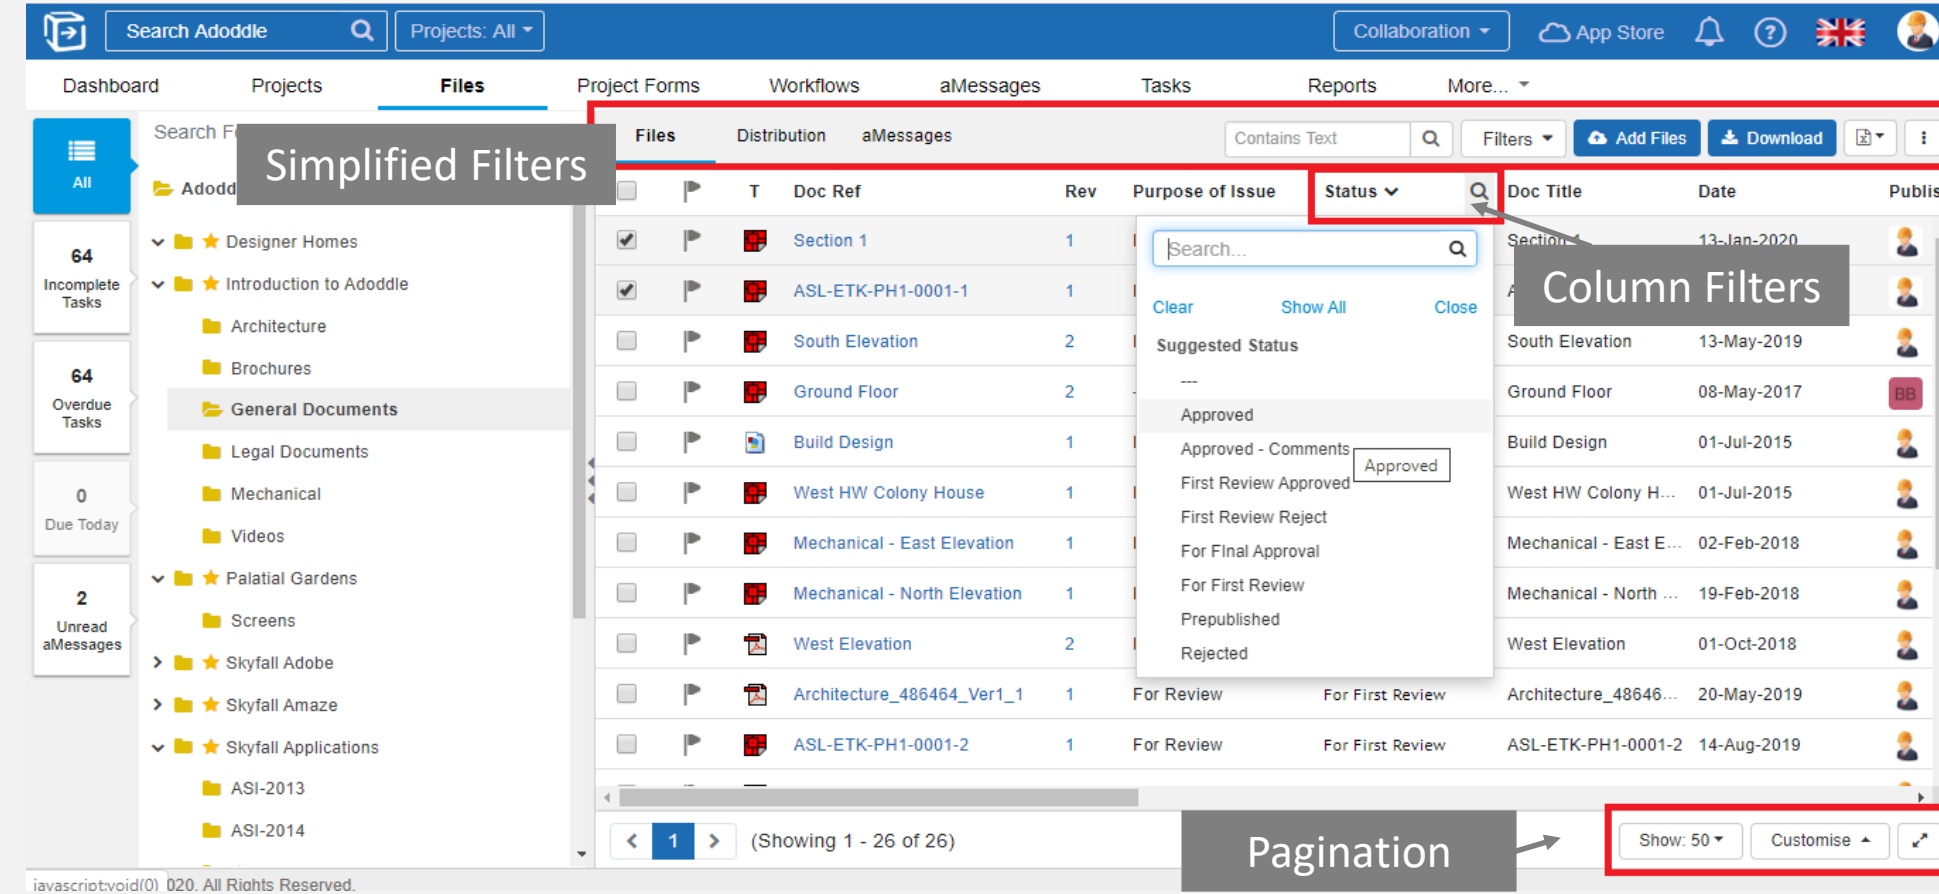 Search Adoddle
Projects: All
Collaboration
App Store
Dashboard
Projects
Files
Project Forms
Workflows
aMessages
Tasks
Reports
More...
All
64
Incomplete
Tasks
64
Overdue
Tasks
0
Due Today
2
Unread
aMessages
Search F
Simplified Filters
Adodd
Designer Homes
Introduction to Adoddle
Architecture
Brochures
General Documents
Legal Documents
Mechanical
Videos
Palatial Gardens
Screens
Skyfall Adobe
Skyfall Amaze
Skyfall Applications
ASI-2013
ASI-2014
Files
Distribution
aMessages
Contains Text
Filters
Add Files
Download
T Doc Ref Rev Purpose of Issue Status Doc Title Date Publis
Section 1 1 Section 1 13-Jan-2020
ASL-ETK-PH1-0001-1 1
South Elevation 2 South Elevation 13-May-2019
Ground Floor 2 - Ground Floor 08-May-2017 BB
Build Design 1 Build Design 01-Jul-2015
West HW Colony House 1 West HW Colony H... 01-Jul-2015
Mechanical - East Elevation 1 Mechanical - East E... 02-Feb-2018
Mechanical - North Elevation 1 Mechanical - North ... 19-Feb-2018
West Elevation 2 West Elevation 01-Oct-2018
Architecture_486464_Ver1_1 1 For Review For First Review Architecture_48646... 20-May-2019
ASL-ETK-PH1-0001-2 1 For Review For First Review ASL-ETK-PH1-0001-2 14-Aug-2019
Search...
Clear Show All Close
Suggested Status
---
Approved
Approved - Comments
Approved
First Review Approved
First Review Reject
For FInal Approval
For First Review
Prepublished
Rejected
Column Filters
1
(Showing 1 - 26 of 26)
Pagination
Show: 50
Customise
javascript:void(0)
020. All Rights Reserved.